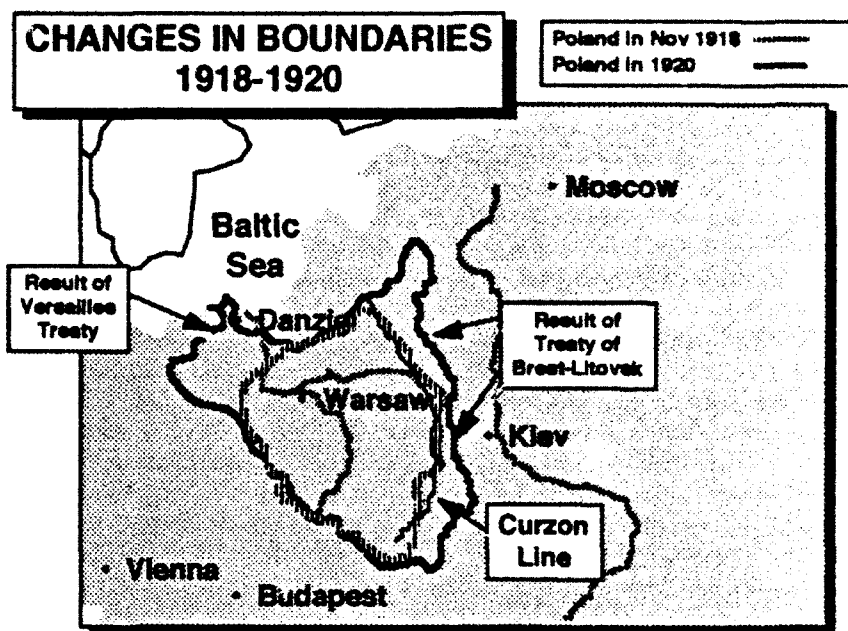 CHANGES IN BOUNDARIES
1918-1920
Poland in Nov 1918
Poland in 1920
Moscow
Baltic
Sea
Result of
Versailles
Treaty
Danzig
Result of
Treaty of
Brest-Litovsk
Warsaw
Kiev
Curzon
Line
Vienna
Budapest